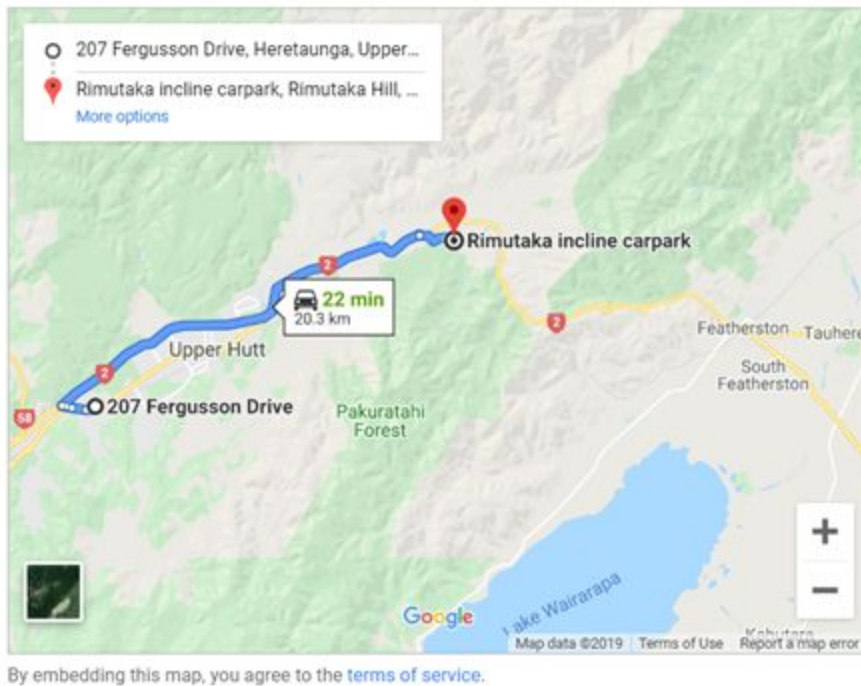 207 Fergusson Drive, Heretaunga, Upper...
Rimutaka incline carpark, Rimutaka Hill, ...
More options
Rimutaka incline carpark
2
22 min
20.3 km
2
Featherston
Tauhere
Upper Hutt
South
Featherston
2
58
207 Fergusson Drive
Pakuratahi
Forest
+
−
Lake Wairarapa
Google
Map data ©2019 Terms of Use Report a map error
By embedding this map, you agree to the terms of service.